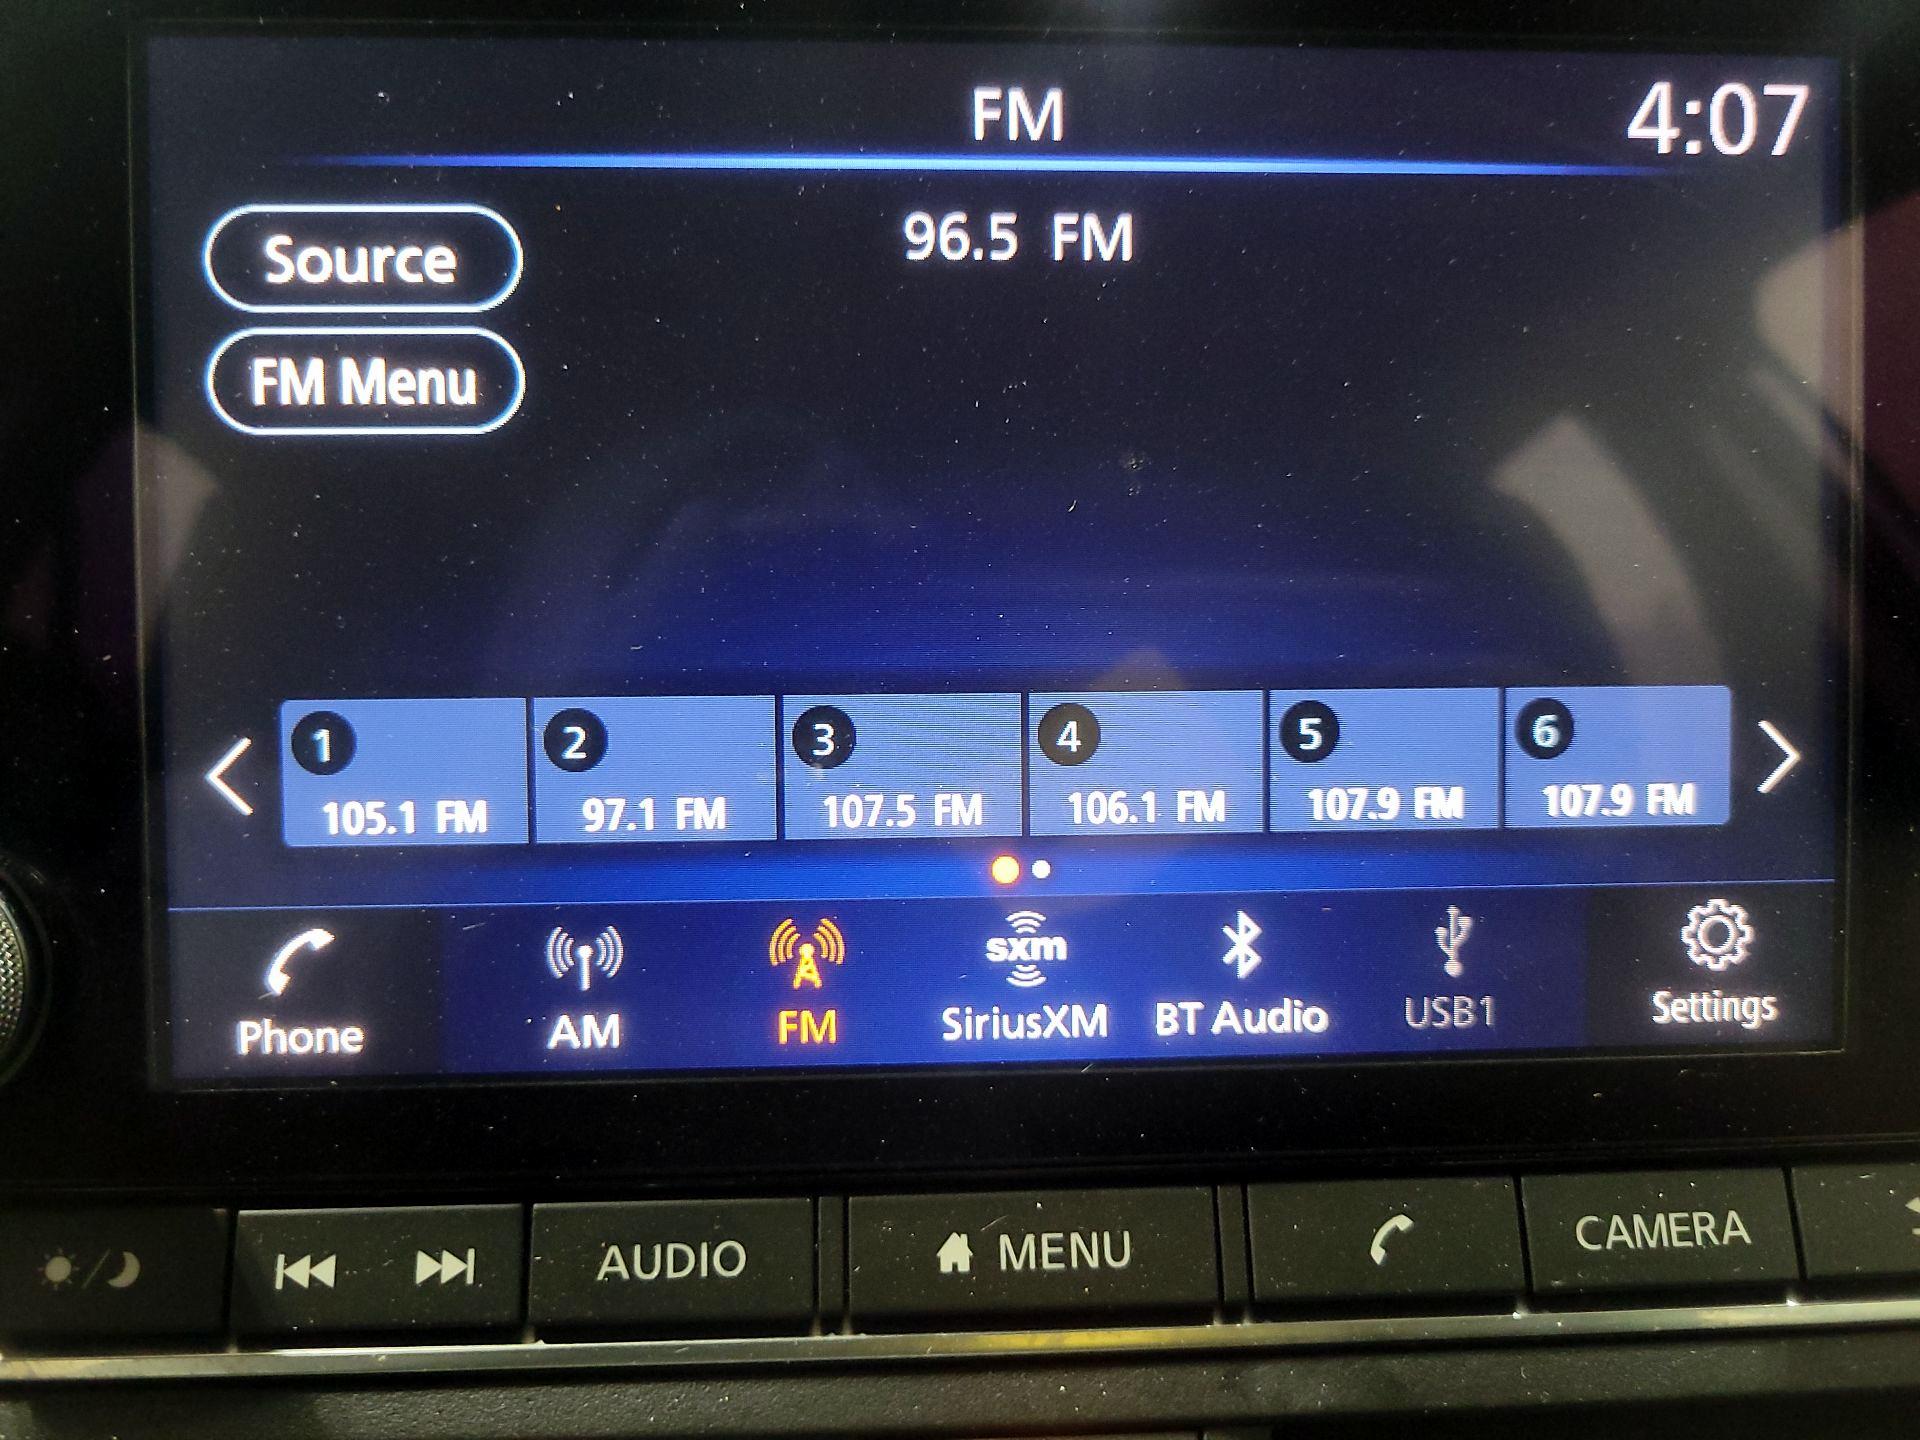 FM
4:07
96.5 FM
Source
FM Menu
1
2
3
4
5
6
105.1 FM
97.1 FM
107.5 FM
106.1 FM
107.9 FM
107.9 FM
sxm
Phone
AM
FM
SiriusXM
BT Audio
USB1
Settings
AUDIO
MENU
CAMERA